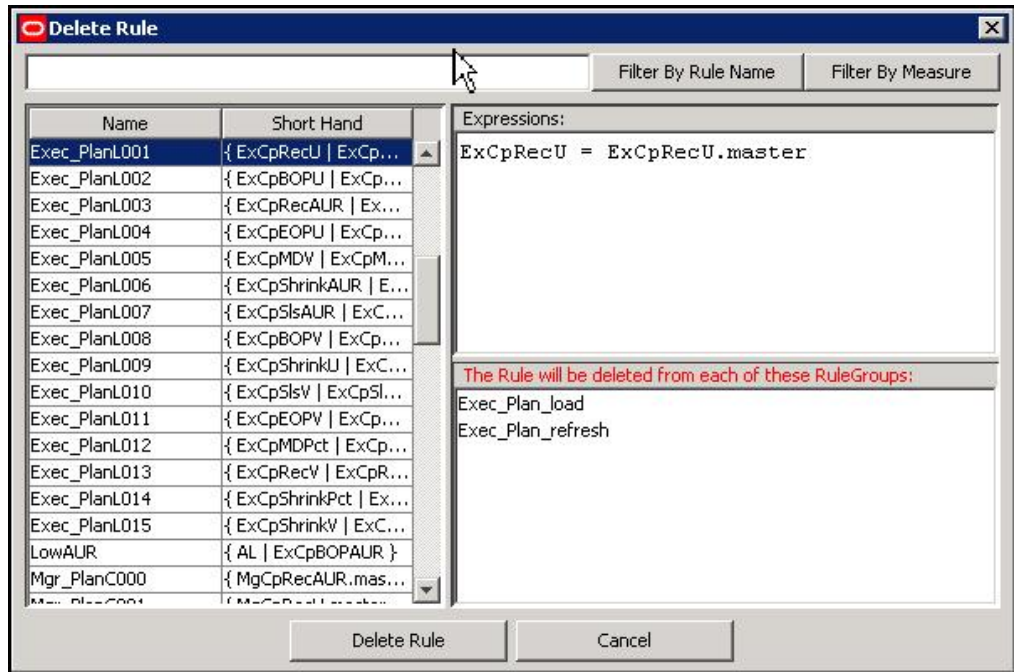 Delete Rule
Filter By Rule Name Filter By Measure
Name Short Hand
Exec_PlanL001 { ExCpRecU | ExCp...
Exec_PlanL002 { ExCpBOPU | ExCp...
Exec_PlanL003 { ExCpRecAUR | Ex...
Exec_PlanL004 { ExCpEOPU | ExCp...
Exec_PlanL005 { ExCpMDV | ExCpM...
Exec_PlanL006 { ExCpShrinkAUR | E...
Exec_PlanL007 { ExCpSlsAUR | ExC...
Exec_PlanL008 { ExCpBOPV | ExCp...
Exec_PlanL009 { ExCpShrinkU | ExC...
Exec_PlanL010 { ExCpSlsV | ExCpSl...
Exec_PlanL011 { ExCpEOPV | ExCp...
Exec_PlanL012 { ExCpMDPct | ExCp...
Exec_PlanL013 { ExCpRecV | ExCpR...
Exec_PlanL014 { ExCpShrinkPct | Ex...
Exec_PlanL015 { ExCpShrinkV | ExC...
LowAUR { AL | ExCpBOPAUR }
Mgr_PlanC000 { MgCpRecAUR.mas...
Expressions:
ExCpRecU = ExCpRecU.master
The Rule will be deleted from each of these RuleGroups:
Exec_Plan_load
Exec_Plan_refresh
Delete Rule Cancel